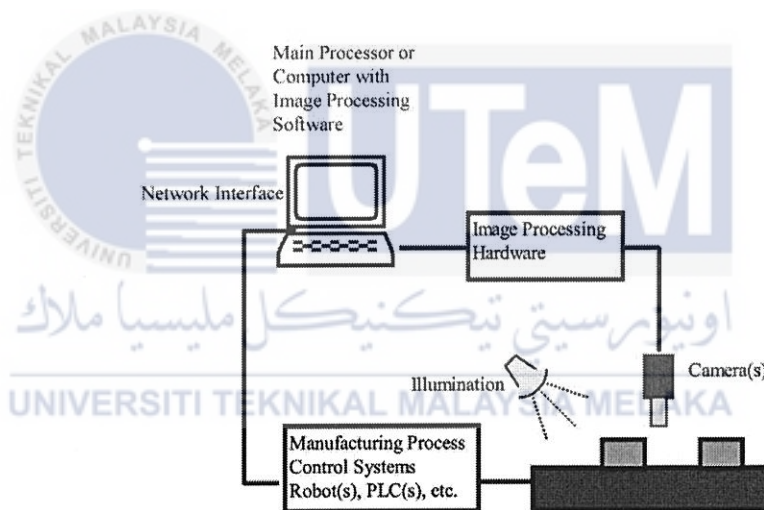 Main Processor or
Computer with
Image Processing
Software
UNIVERSITI TEKNIKAL MALAYSIA MELAKA
UTeM
Network Interface
Image Processing
Hardware
اونيورسيتي تيكنيكل مليسيا ملاك
Illumination
Camera(s)
UNIVERSITI TEKNIKAL MALAYSIA MELAKA
Manufacturing Process
Control Systems
Robot(s), PLC(s), etc.